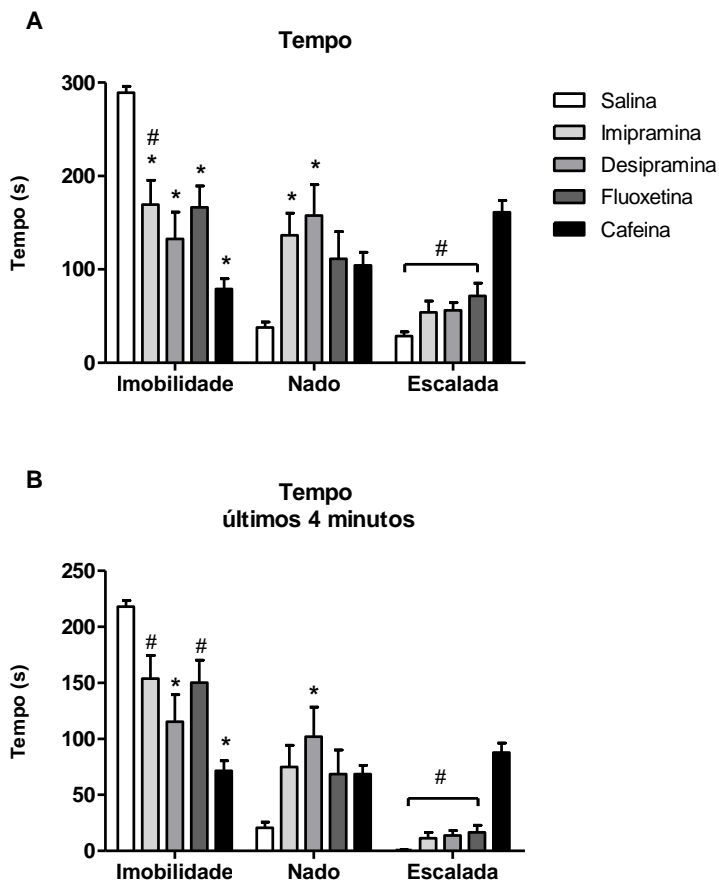 A
Tempo
300
200
100
0
Tempo (s)
#
*
*
*
*
*
*
#
Imobilidade
Nado
Escalada
Salina
Imipramina
Desipramina
Fluoxetina
Cafeina
B
Tempo
últimos 4 minutos
250
200
150
100
50
0
Tempo (s)
#
*
#
*
*
#
Imobilidade
Nado
Escalada